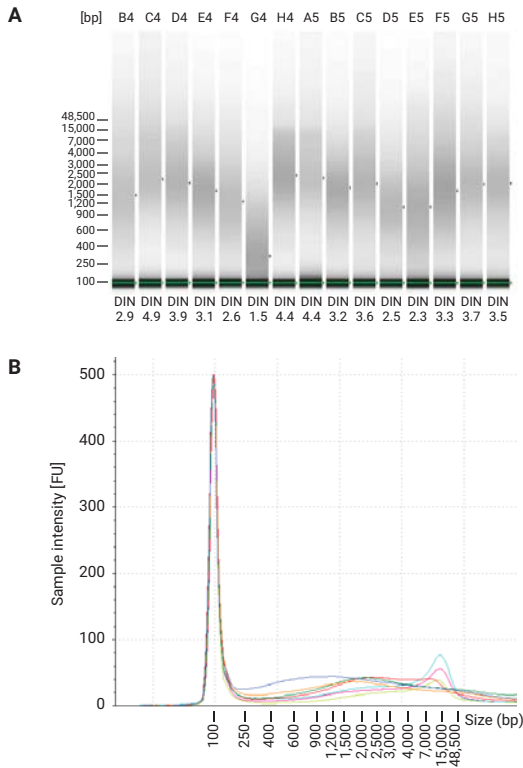 A
[bp] B4 C4 D4 E4 F4 G4 H4 A5 B5 C5 D5 E5 F5 G5 H5
48,500
15,000
7,000
4,000
3,000
2,500
2,000
1,500
1,200
900
600
400
250
100
DIN DIN DIN DIN DIN DIN DIN DIN DIN DIN DIN DIN DIN DIN DIN
2.9 4.9 3.9 3.1 2.6 1.5 4.4 4.4 3.2 3.6 2.5 2.3 3.3 3.7 3.5
B
500
400
300
200
100
0
Sample intensity [FU]
100 250 400 600 900 1,200 1,500 2,000 2,500 3,000 4,000 7,000 15,000 48,500
Size (bp)